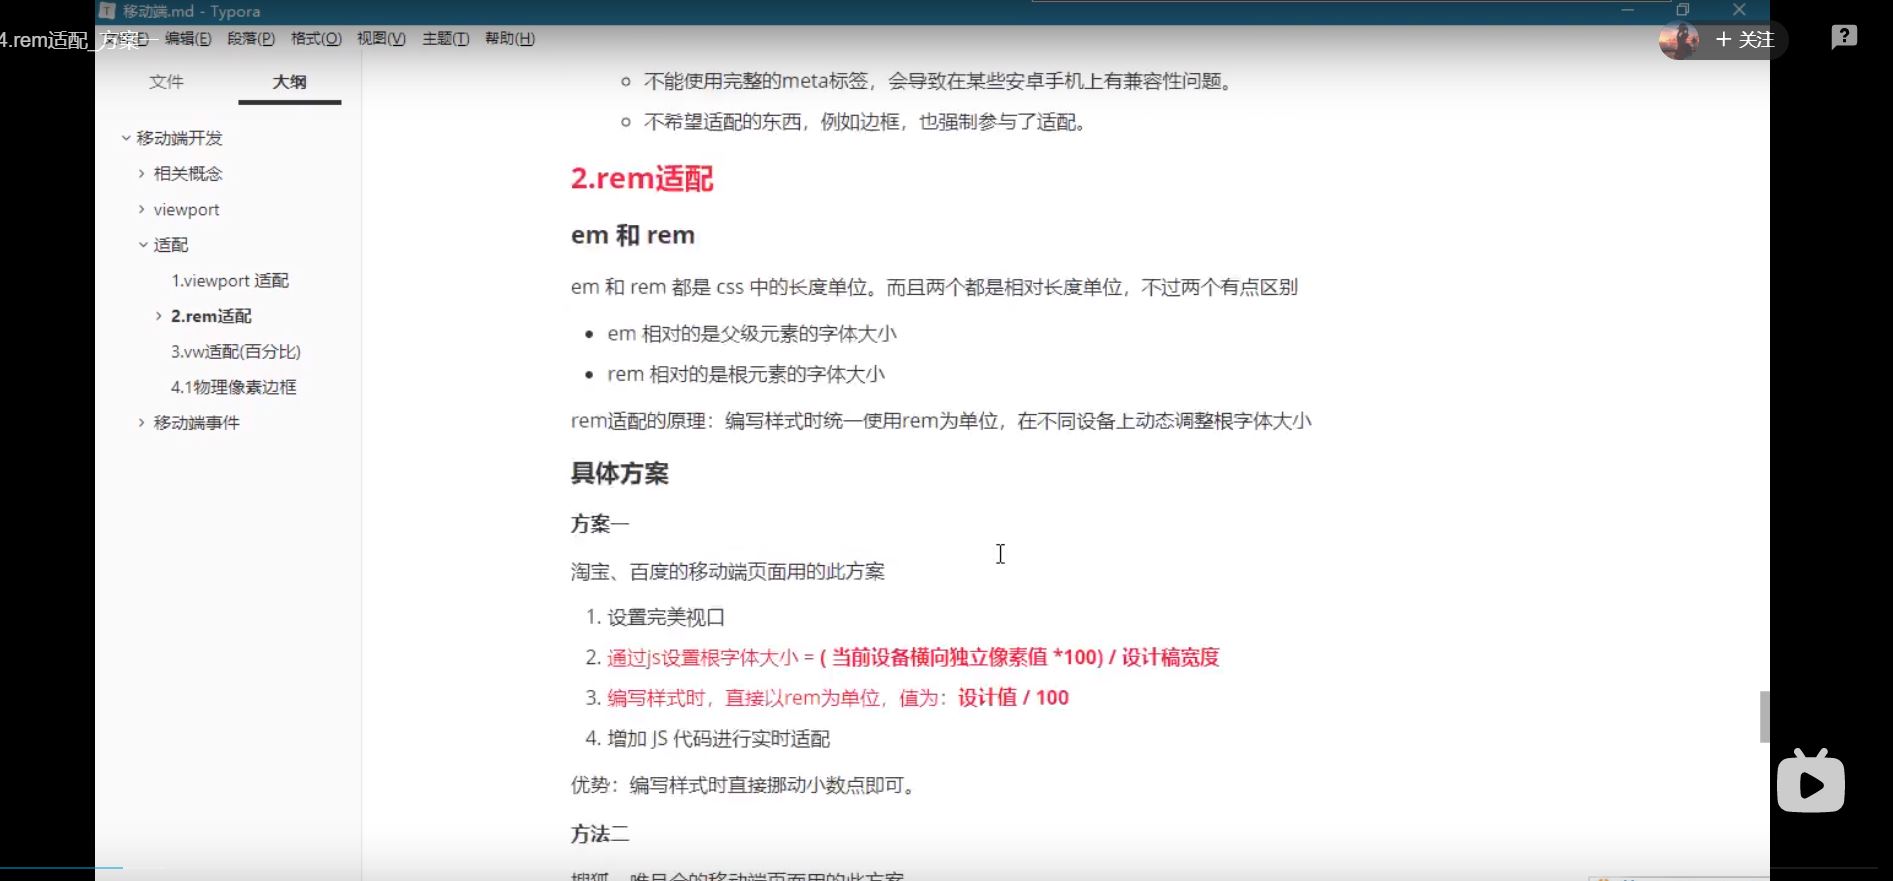 移动端.md - Typora
4.rem适配_方案一
编辑(E) 段落(P) 格式(O) 视图(V) 主题(T) 帮助(H)
+ 关注
文件 大纲
移动端开发
相关概念
viewport
适配
1.viewport 适配
2.rem适配
3.vw适配(百分比)
4.1物理像素边框
移动端事件
不能使用完整的meta标签，会导致在某些安卓手机上有兼容性问题。
不希望适配的东西，例如边框，也强制参与了适配。
2.rem适配
em 和 rem
em 和 rem 都是 css 中的长度单位。而且两个都是相对长度单位，不过两个有点区别
em 相对的是父级元素的字体大小
rem 相对的是根元素的字体大小
rem适配的原理：编写样式时统一使用rem为单位，在不同设备上动态调整根字体大小
具体方案
方案一
淘宝、百度的移动端页面用的此方案
1. 设置完美视口
2. 通过js设置根字体大小 = ( 当前设备横向独立像素值 *100) / 设计稿宽度
3. 编写样式时，直接以rem为单位，值为：设计值 / 100
4. 增加 JS 代码进行实时适配
优势：编写样式时直接挪动小数点即可。
方法二
的移动端页面用的此方案